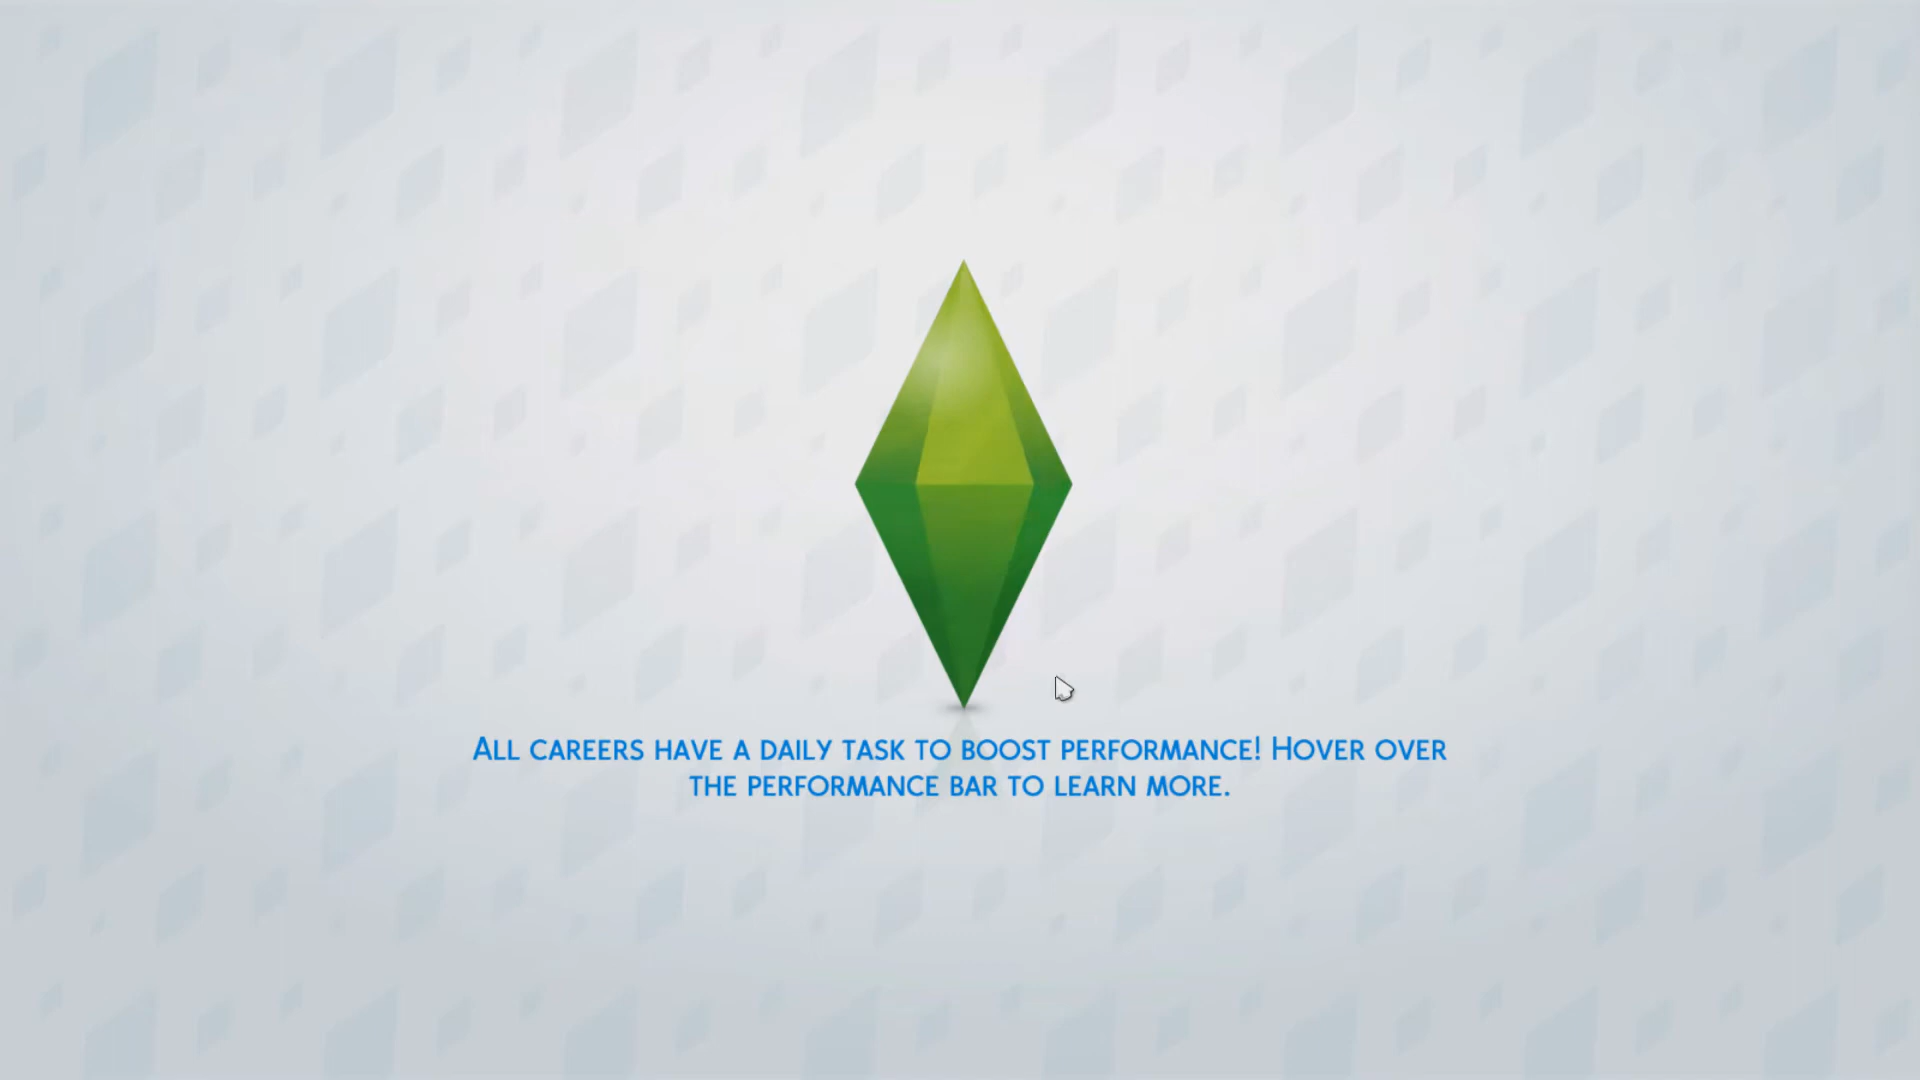 All careers have a daily task to boost performance! Hover over
the performance bar to learn more.